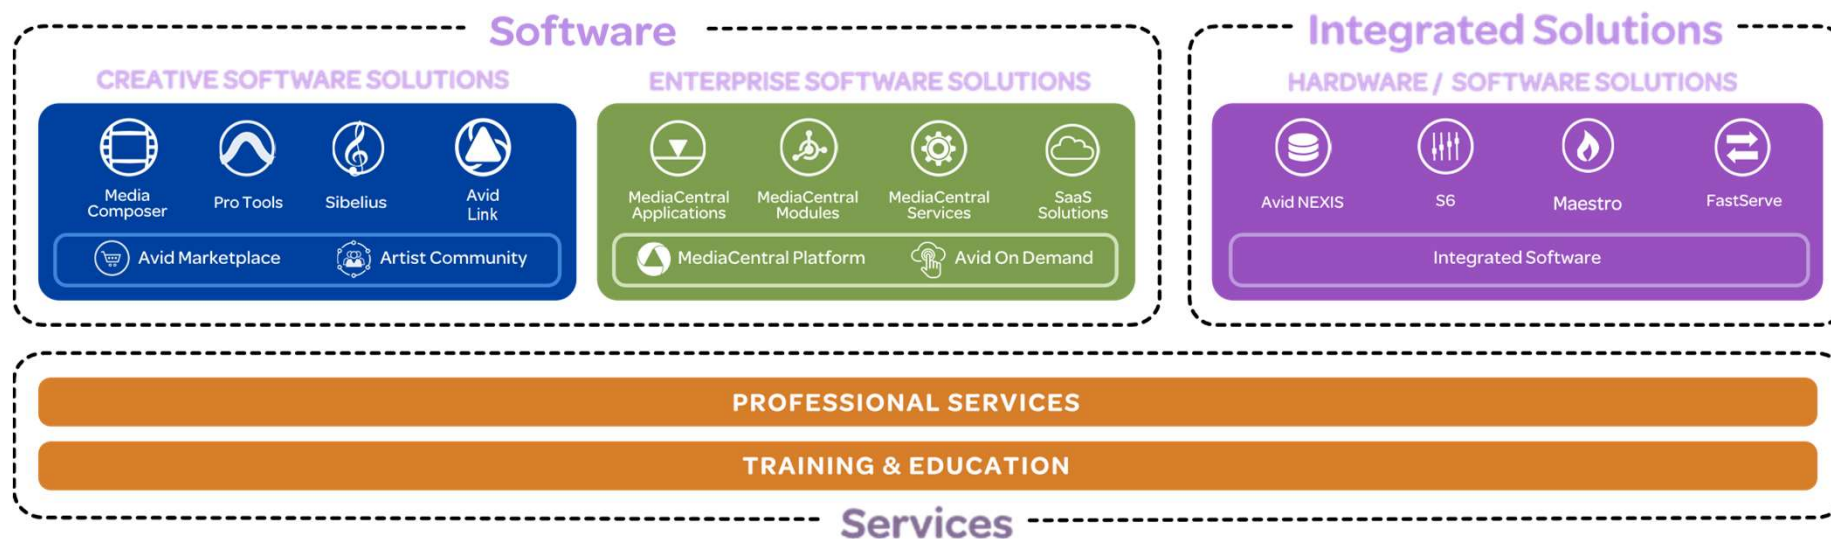 Software
CREATIVE SOFTWARE SOLUTIONS
Media
Composer
Pro Tools
Sibelius
Avid
Link
Avid Marketplace
Artist Community
ENTERPRISE SOFTWARE SOLUTIONS
MediaCentral
Applications
MediaCentral
Modules
MediaCentral
Services
SaaS
Solutions
MediaCentral Platform
Avid On Demand
Integrated Solutions
HARDWARE / SOFTWARE SOLUTIONS
Avid NEXIS
S6
Maestro
FastServe
Integrated Software
PROFESSIONAL SERVICES
TRAINING & EDUCATION
Services